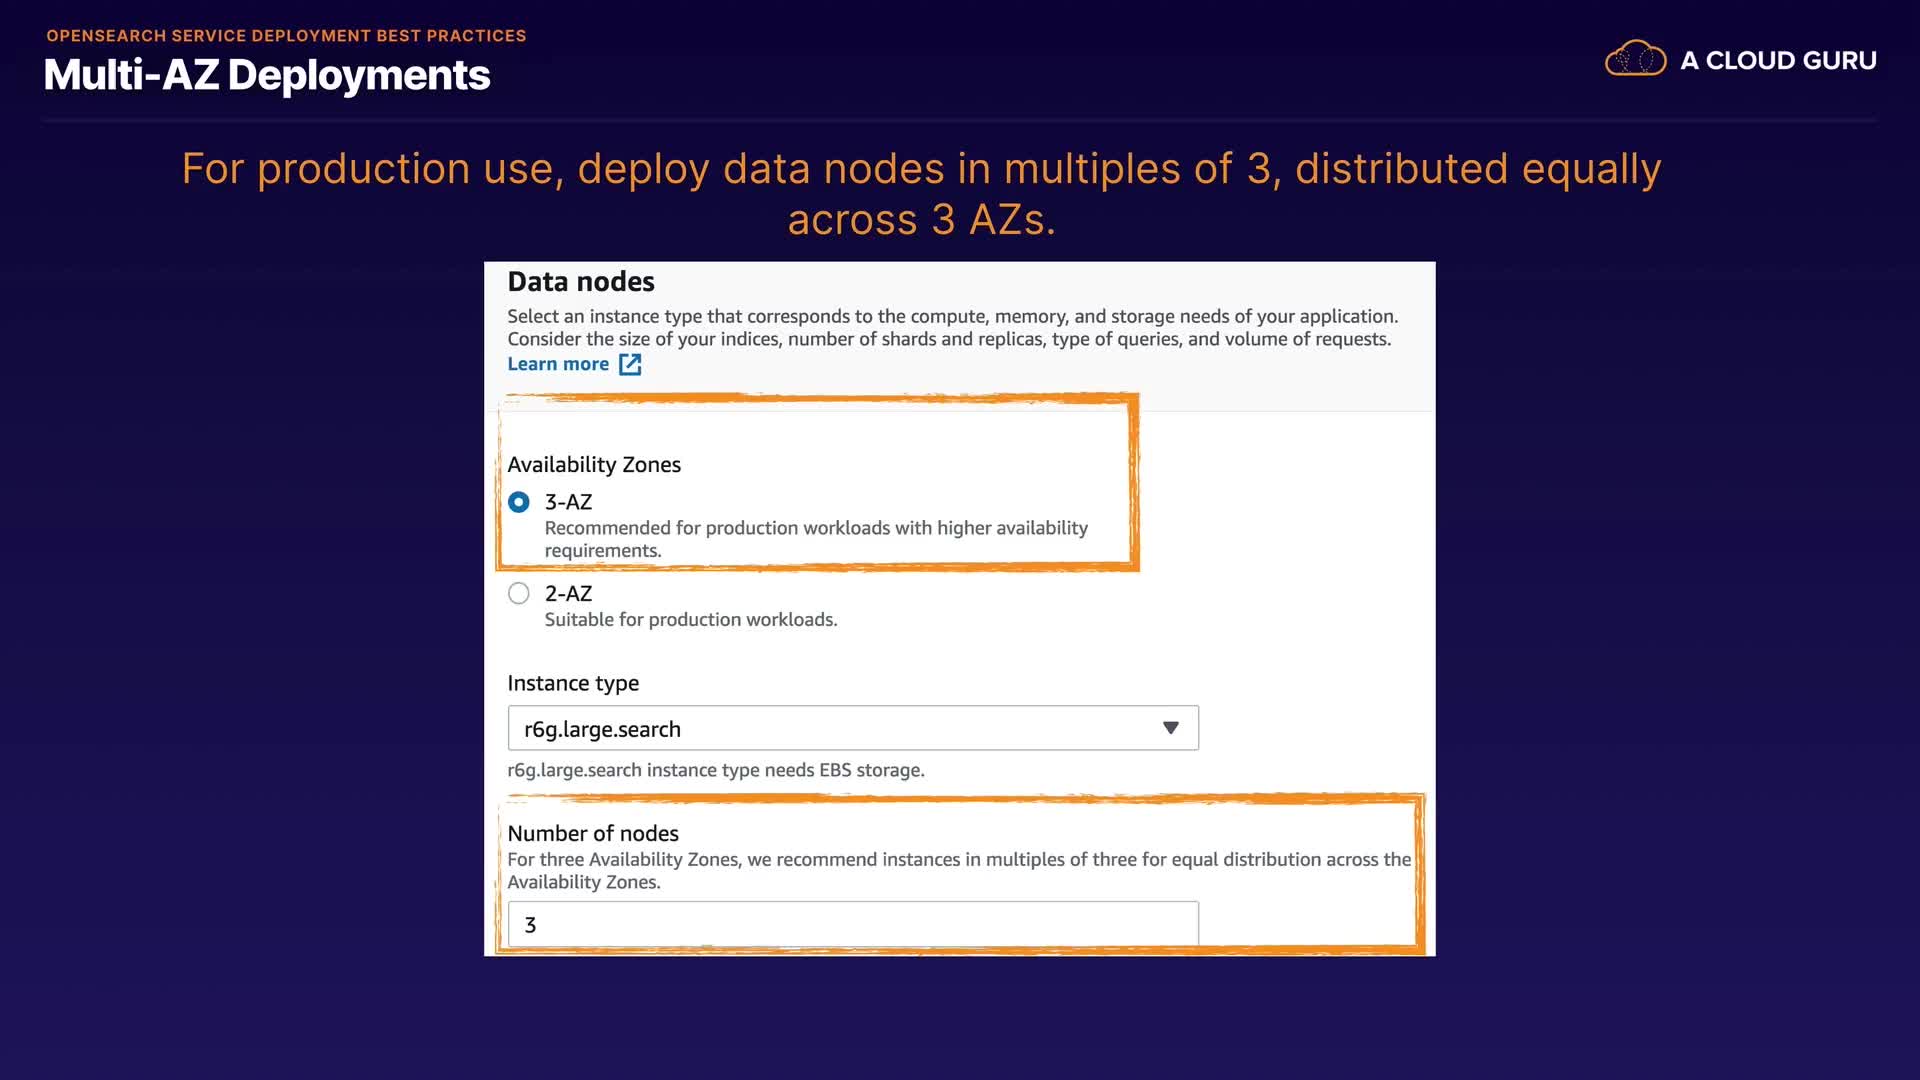 OPENSEARCH SERVICE DEPLOYMENT BEST PRACTICES
Multi-AZ Deployments
A CLOUD GURU
For production use, deploy data nodes in multiples of 3, distributed equally
across 3 AZs.
Data nodes
Select an instance type that corresponds to the compute, memory, and storage needs of your application.
Consider the size of your indices, number of shards and replicas, type of queries, and volume of requests.
Learn more
Availability Zones
3-AZ
Recommended for production workloads with higher availability
requirements.
2-AZ
Suitable for production workloads.
Instance type
r6g.large.search
r6g.large.search instance type needs EBS storage.
Number of nodes
For three Availability Zones, we recommend instances in multiples of three for equal distribution across the
Availability Zones.
3